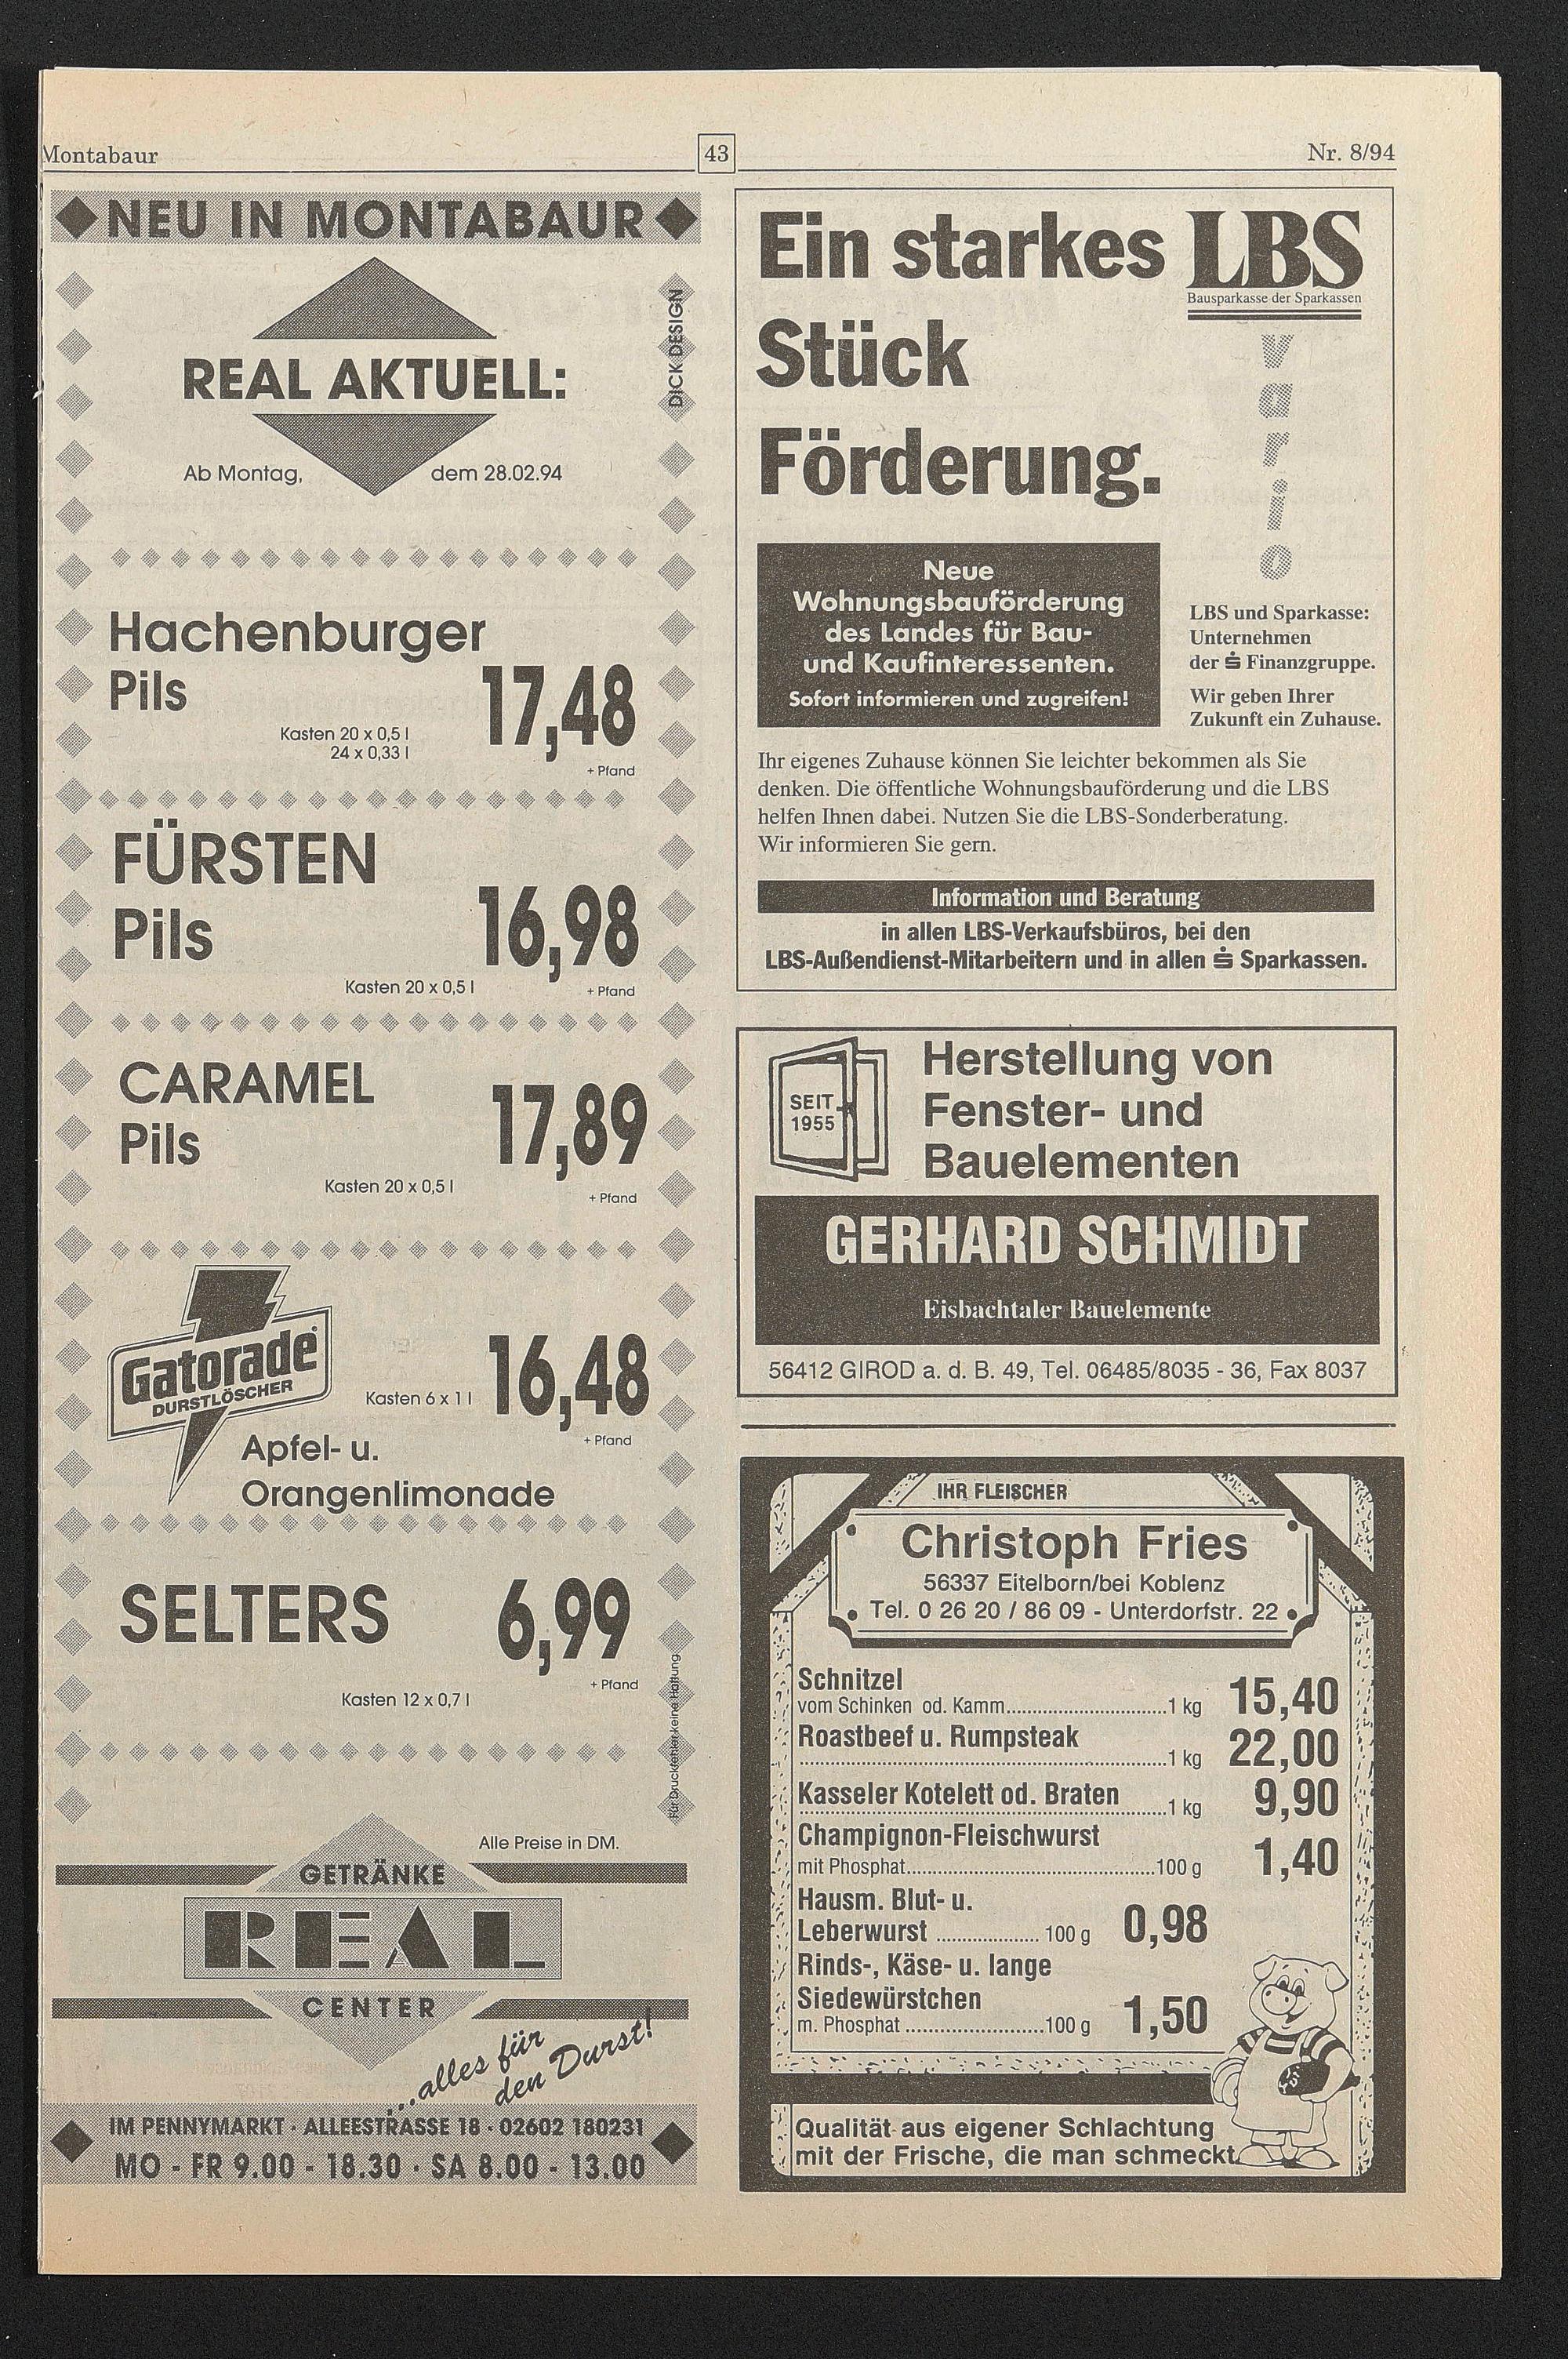 Montabaur
43
Nr. 8/94
NEU IN MONTABAUR
DICK DESIGN
REAL AKTUELL:
Ab Montag, dem 28.02.94
Hachenburger
Pils
17,48
Kasten 20 x 0,5 l
24 x 0,33 l
+ Pfand
FÜRSTEN
Pils
16,98
Kasten 20 x 0,5 l
+ Pfand
CARAMEL
Pils
17,89
Kasten 20 x 0,5 l
+ Pfand
Gatorade
DURSTLÖSCHER
Kasten 6 x 1 l
16,48
+ Pfand
Apfel- u.
Orangenlimonade
SELTERS
6,99
+ Pfand
Kasten 12 x 0,7 l
Für Druckfehler keine Haftung.
Alle Preise in DM.
GETRÄNKE
REAL
CENTER
...alles für
den Durst!
IM PENNYMARKT · ALLEESTRASSE 18 · 02602 180231
MO - FR 9.00 - 18.30 · SA 8.00 - 13.00
Ein starkes
Stück
Förderung.
LBS
Bausparkasse der Sparkassen
vario
Neue
Wohnungsbauförderung
des Landes für Bau-
und Kaufinteressenten.
Sofort informieren und zugreifen!
LBS und Sparkasse:
Unternehmen
der S Finanzgruppe.
Wir geben Ihrer
Zukunft ein Zuhause.
Ihr eigenes Zuhause können Sie leichter bekommen als Sie
denken. Die öffentliche Wohnungsbauförderung und die LBS
helfen Ihnen dabei. Nutzen Sie die LBS-Sonderberatung.
Wir informieren Sie gern.
Information und Beratung
in allen LBS-Verkaufsbüros, bei den
LBS-Außendienst-Mitarbeitern und in allen S Sparkassen.
SEIT
1955
Herstellung von
Fenster- und
Bauelementen
GERHARD SCHMIDT
Eisbachtaler Bauelemente
56412 GIROD a. d. B. 49, Tel. 06485/8035 - 36, Fax 8037
IHR FLEISCHER
Christoph Fries
56337 Eitelborn/bei Koblenz
Tel. 0 26 20 / 86 09 - Unterdorfstr. 22
Schnitzel
vom Schinken od. Kamm..............................1 kg 15,40
Roastbeef u. Rumpsteak
..............................1 kg 22,00
Kasseler Kotelett od. Braten
..............................1 kg 9,90
Champignon-Fleischwurst
mit Phosphat..............................100 g 1,40
Hausm. Blut- u.
Leberwurst ....................100 g 0,98
Rinds-, Käse- u. lange
Siedewürstchen
m. Phosphat .........................100 g 1,50
Qualität aus eigener Schlachtung
mit der Frische, die man schmeckt.